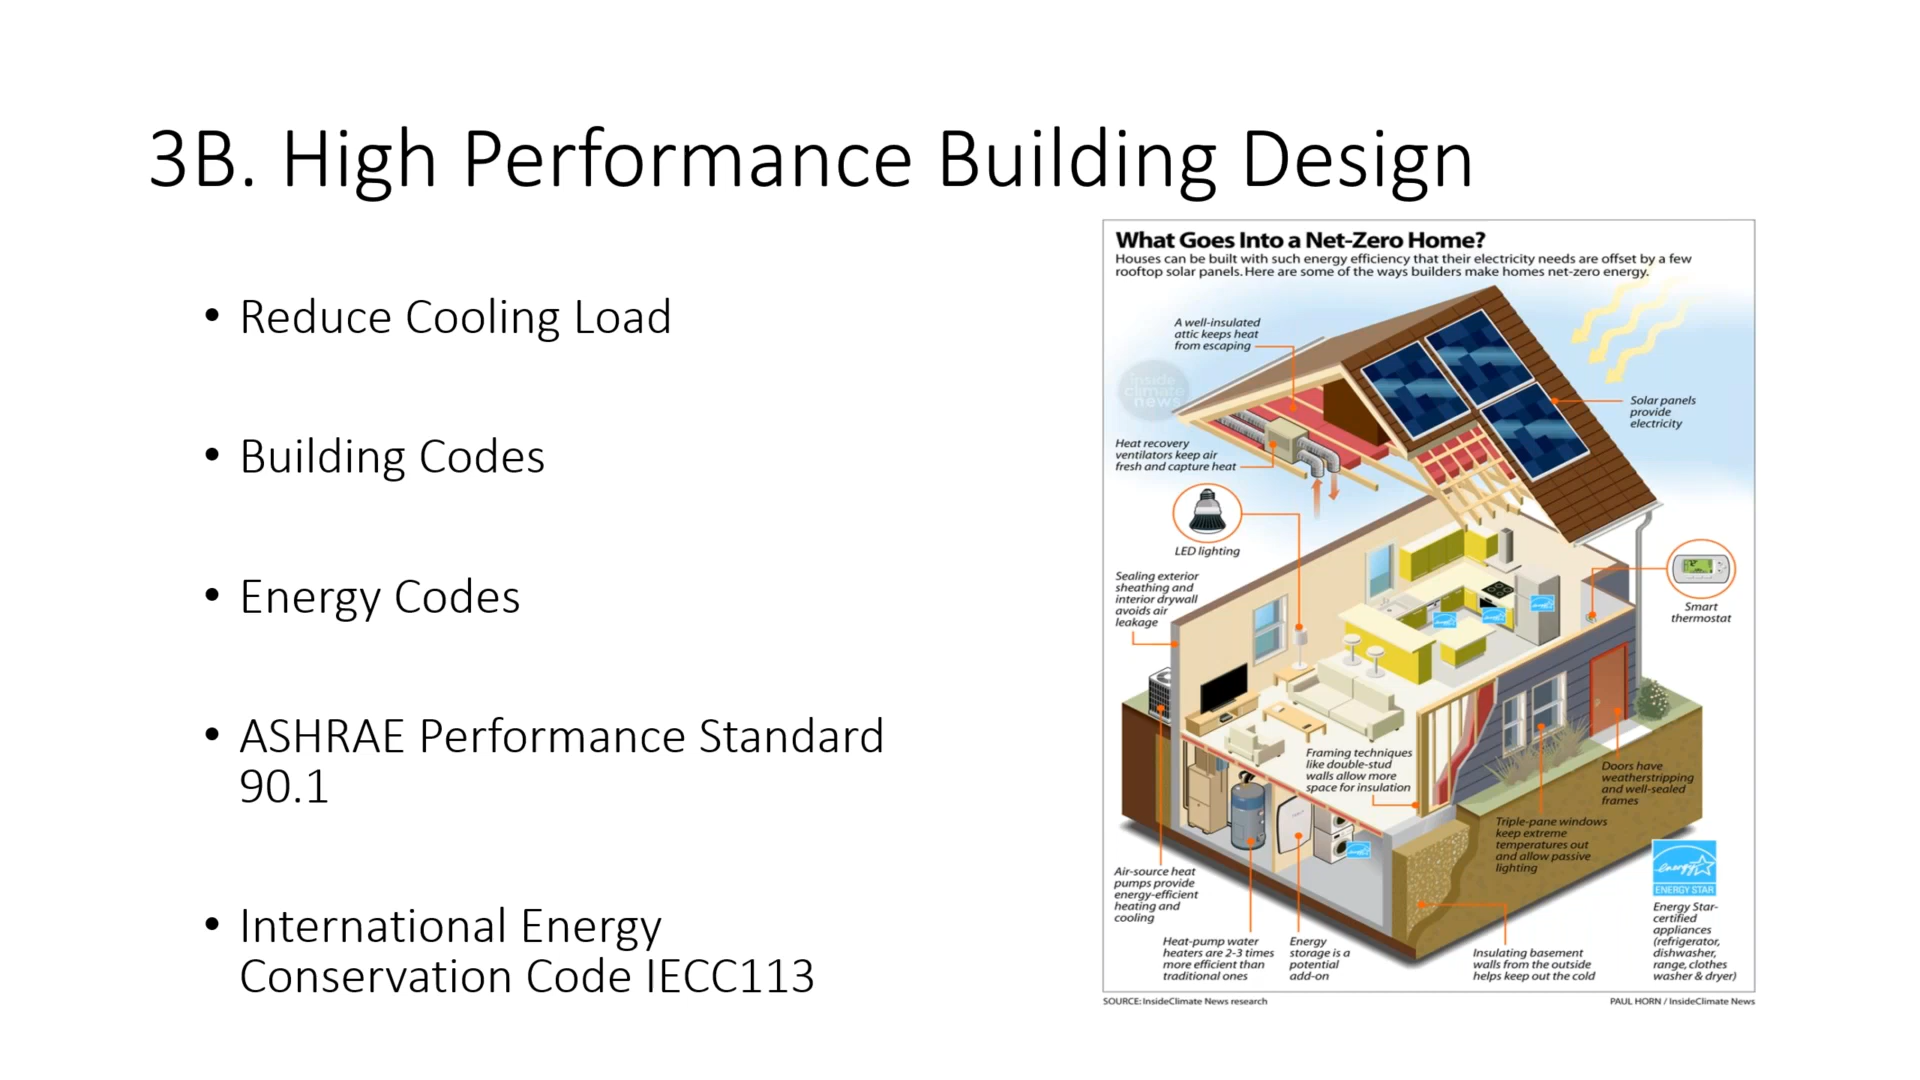 3B. High Performance Building Design
• Reduce Cooling Load
• Building Codes
• Energy Codes
• ASHRAE Performance Standard
90.1
• International Energy
Conservation Code IECC113
What Goes Into a Net-Zero Home?
Houses can be built with such energy efficiency that their electricity needs are offset by a few
rooftop solar panels. Here are some of the ways builders make homes net-zero energy.
A well-insulated
attic keeps heat
from escaping
inside
climate
news
Solar panels
provide
electricity
Heat recovery
ventilators keep air
fresh and capture heat
LED lighting
Sealing exterior
sheathing and
interior drywall
avoids air
leakage
Smart
thermostat
Framing techniques
like double-stud
walls allow more
space for insulation
Doors have
weatherstripping
and well-sealed
frames
Triple-pane windows
keep extreme
temperatures out
and allow passive
lighting
Air-source heat
pumps provide
energy-efficient
heating and
cooling
Heat-pump water
heaters are 2-3 times
more efficient than
traditional ones
Energy
storage is a
potential
add-on
Insulating basement
walls from the outside
helps keep out the cold
energy
ENERGY STAR
Energy Star-
certified
appliances
(refrigerator,
dishwasher,
range, clothes
washer & dryer)
SOURCE: InsideClimate News research
PAUL HORN / InsideClimate News